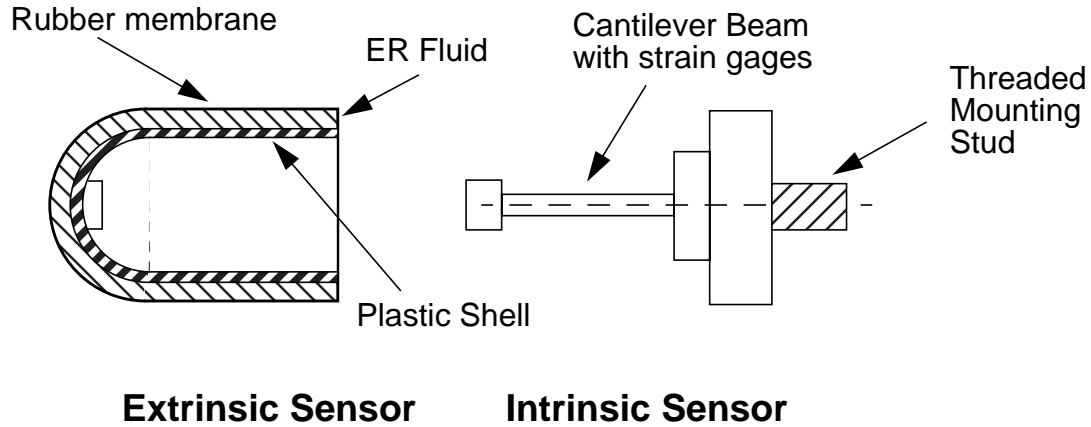 Rubber membrane
ER Fluid
Cantilever Beam
with strain gages
Threaded
Mounting
Stud
Plastic Shell
Extrinsic Sensor
Intrinsic Sensor